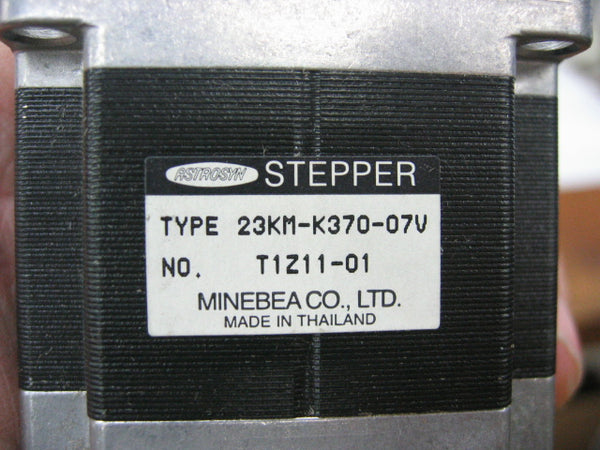 ASTROSYN STEPPER
TYPE 23KM-K370-07V
NO. T1Z11-01
MINEBEA CO., LTD.
MADE IN THAILAND